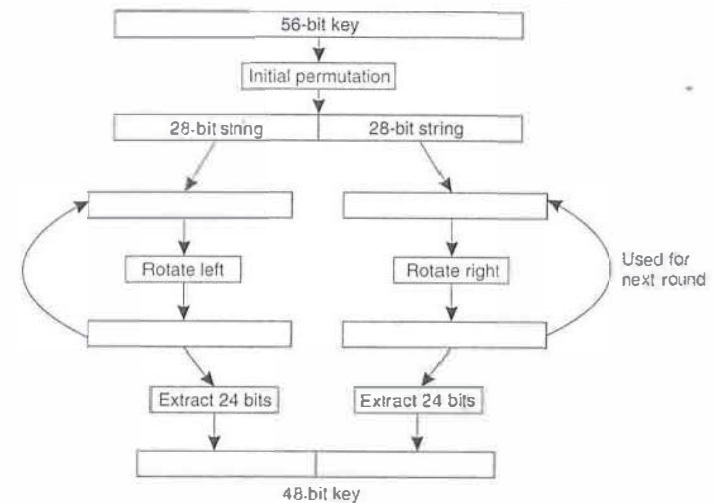 56-bit key
Initial permutation
28-bit string
28-bit string
Rotate left
Rotate right
Used for
next round
Extract 24 bits
Extract 24 bits
48-bit key